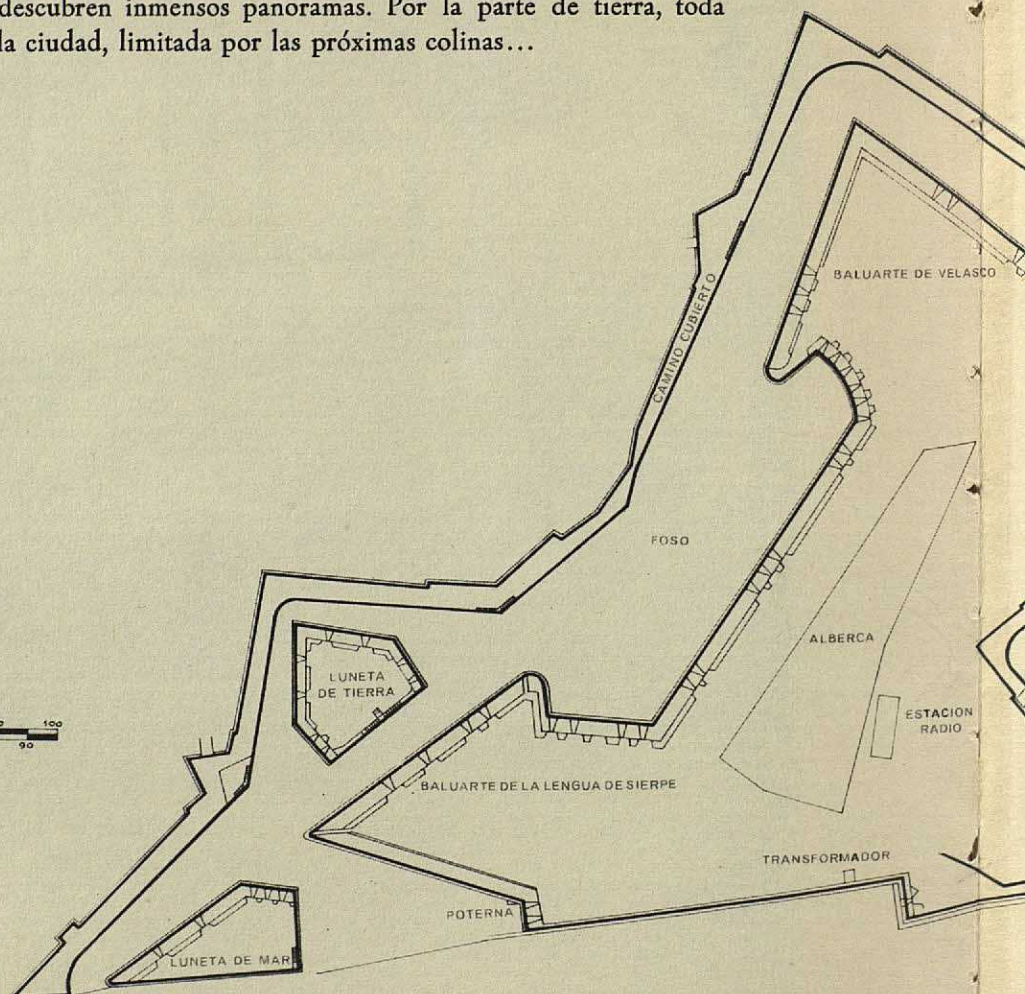 descubren inmensos panoramas. Por la parte de tierra, toda
la ciudad, limitada por las próximas colinas...
BALUARTE DE VELASCO
CAMINO CUBIERTO
FOSO
ALBERCA
LUNETA
DE TIERRA
ESTACION
RADIO
100
90
BALUARTE DE LA LENGUA DE SIERPE
TRANSFORMADOR
POTERNA
LUNETA DE MAR